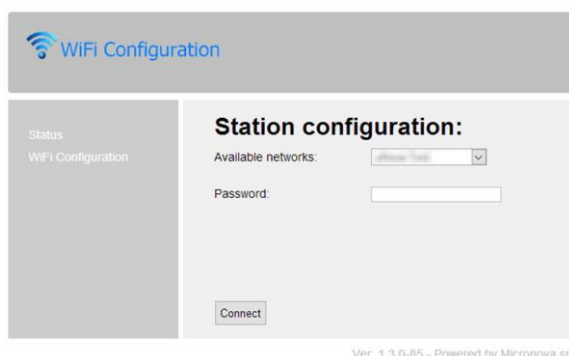 WiFi Configuration
Status
WiFi Configuration
Station configuration:
Available networks:
Password:
Connect
Ver. 1.3.0-85 - Powered by Micronova